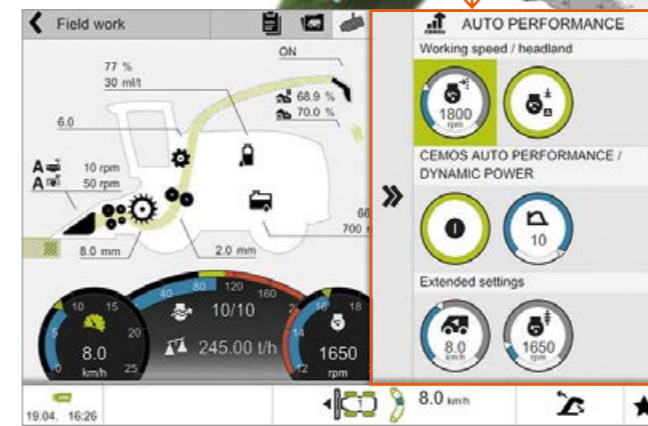 Field work
77 %
30 ml/t
ON
68.9 %
70.0 %
6.0
A
10 rpm
A
50 rpm
66
700
8.0 mm
2.0 mm
5
10
15
20
25
8.0
km/h
40
80
120
160
10/10
245.00 t/h
12
14
16
18
1650
rpm
19.04. 16:26
1
8.0 km/h
cemos
AUTO PERFORMANCE
Working speed / headland
1800
rpm
A
CEMOS AUTO PERFORMANCE /
DYNAMIC POWER
10
Extended settings
8.0
km/h
1650
rpm